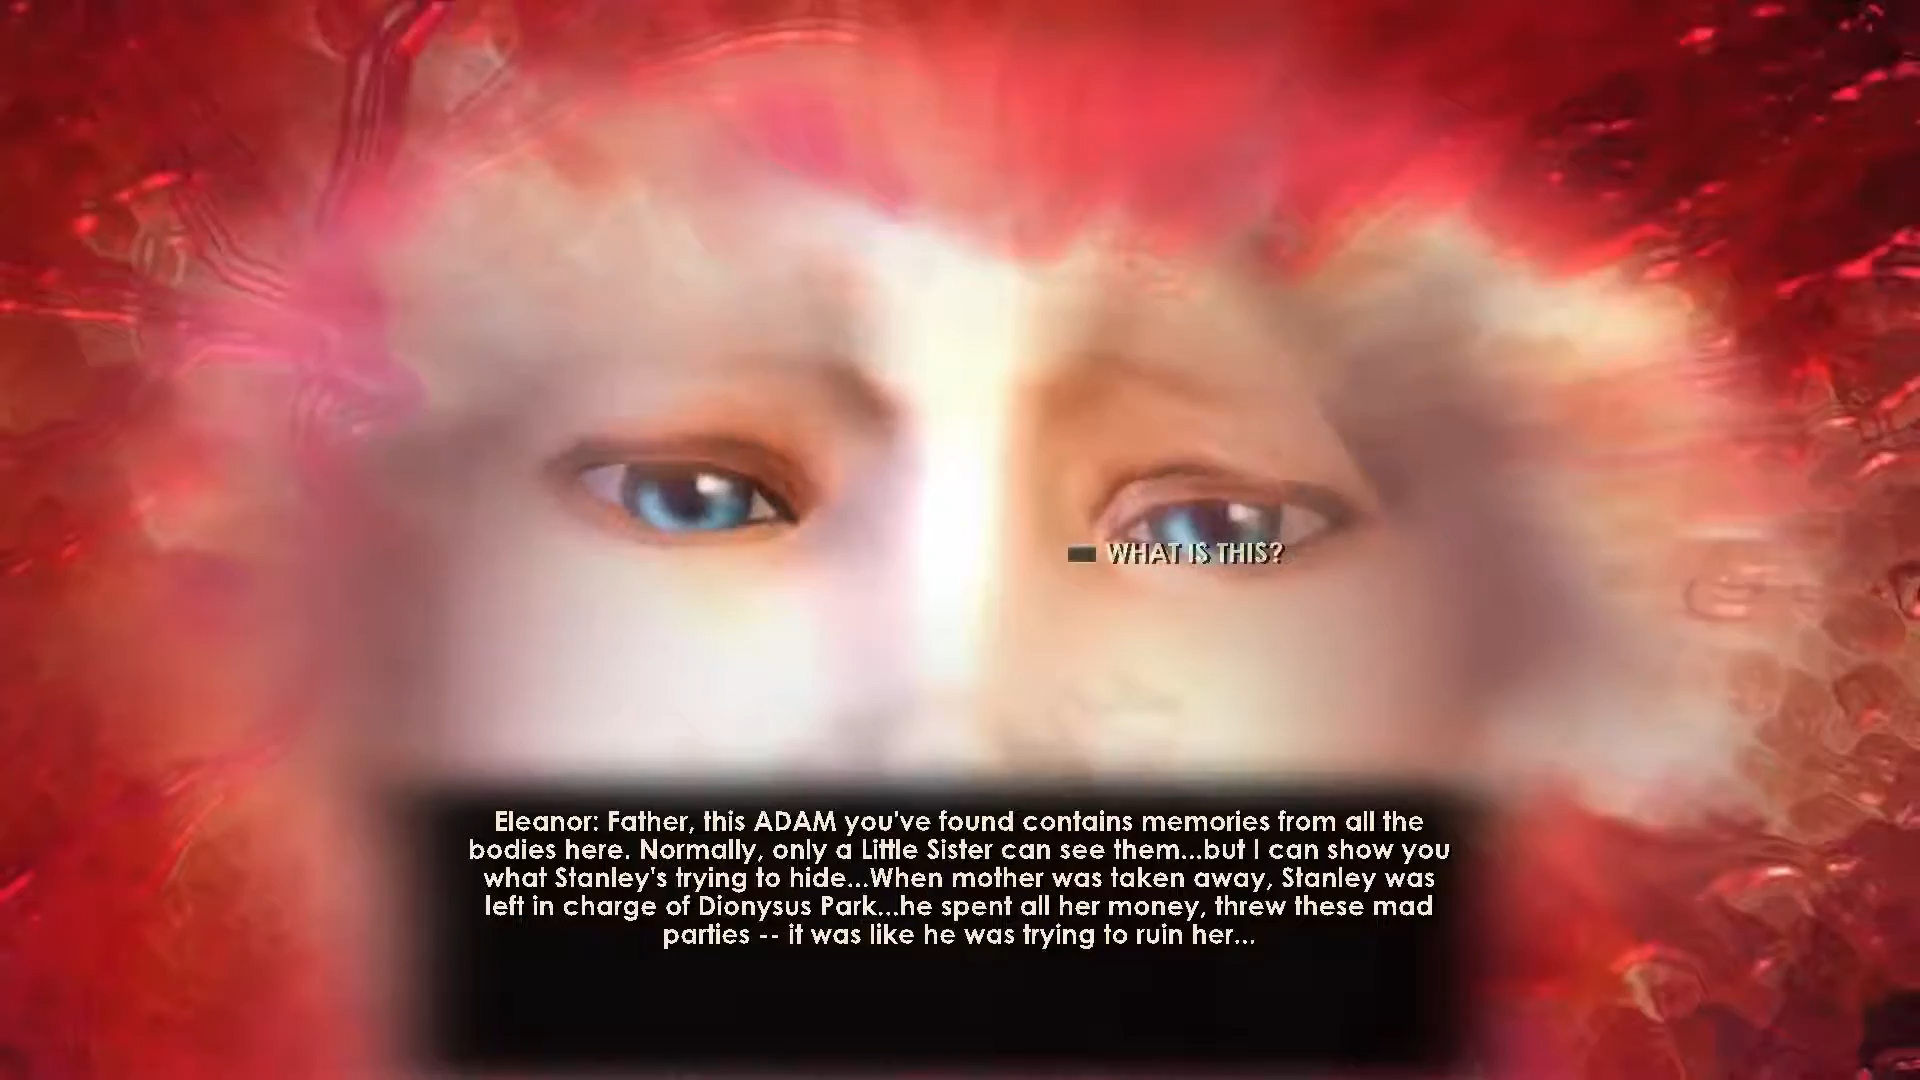 WHAT IS THIS?
Eleanor: Father, this ADAM you've found contains memories from all the
bodies here. Normally, only a Little Sister can see them...but I can show you
what Stanley's trying to hide...When mother was taken away, Stanley was
left in charge of Dionysus Park...he spent all her money, threw these mad
parties -- it was like he was trying to ruin her...